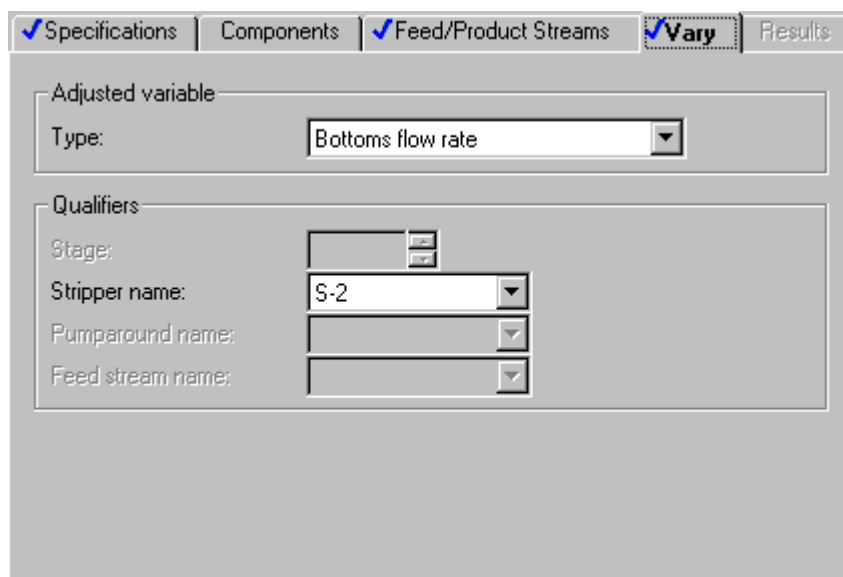 Specifications Components Feed/Product Streams Vary Results
Adjusted variable
Type: Bottoms flow rate
Qualifiers
Stage:
Stripper name: S-2
Pumparound name:
Feed stream name: